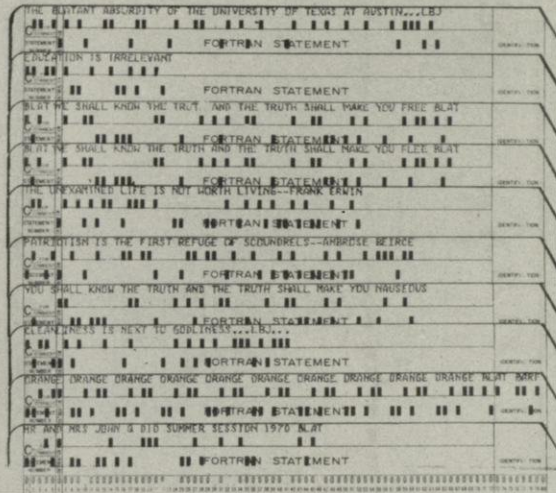 THE BLATANT ABSURDITY OF THE UNIVERSITY OF TEXAS AT AUSTIN...LBJ
FORTRAN STATEMENT
EDUCATION IS IRRELEVANT
FORTRAN STATEMENT
BLAT WE SHALL KNOW THE TRUT. AND THE TRUTH SHALL MAKE YOU FREE BLAT
FORTRAN STATEMENT
BLAT WE SHALL KNOW THE TRUTH AND THE TRUTH SHALL MAKE YOU FLEE BLAT
FORTRAN STATEMENT
THE UNEXAMINED LIFE IS NOT WORTH LIVING--FRANK ERWIN
FORTRAN STATEMENT
PATRIOTISM IS THE FIRST REFUGE OF SCOUNDRELS--AMBROSE BEIRCE
FORTRAN STATEMENT
YOU SHALL KNOW THE TRUTH AND THE TRUTH SHALL MAKE YOU NAUSEOUS
FORTRAN STATEMENT
CLEANLINESS IS NEXT TO GODLINESS...LBJ...
FORTRAN STATEMENT
ORANGE ORANGE ORANGE ORANGE ORANGE ORANGE ORANGE ORANGE ORANGE ORANGE BARF
FORTRAN STATEMENT
MR AND MRS JOHN Q DID SUMMER SESSION 1970 BLAT
FORTRAN STATEMENT